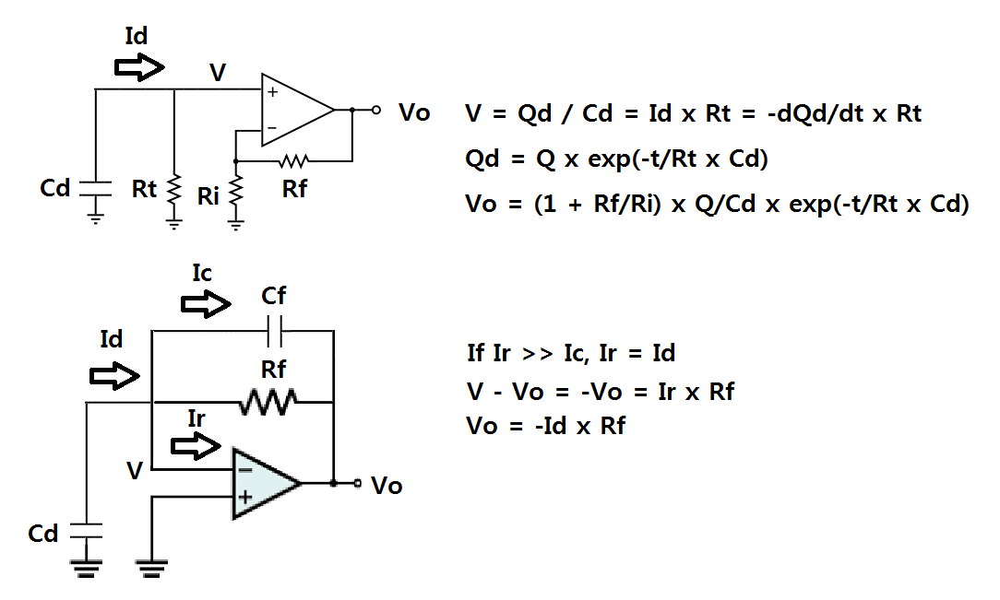 Id
V
+
−
Vo
Cd
Rt
Ri
Rf
V = Qd / Cd = Id x Rt = -dQd/dt x Rt
Qd = Q x exp(-t/Rt x Cd)
Vo = (1 + Rf/Ri) x Q/Cd x exp(-t/Rt x Cd)
Ic
Cf
Id
Rf
Ir
V
−
+
Vo
Cd
If Ir >> Ic, Ir = Id
V - Vo = -Vo = Ir x Rf
Vo = -Id x Rf